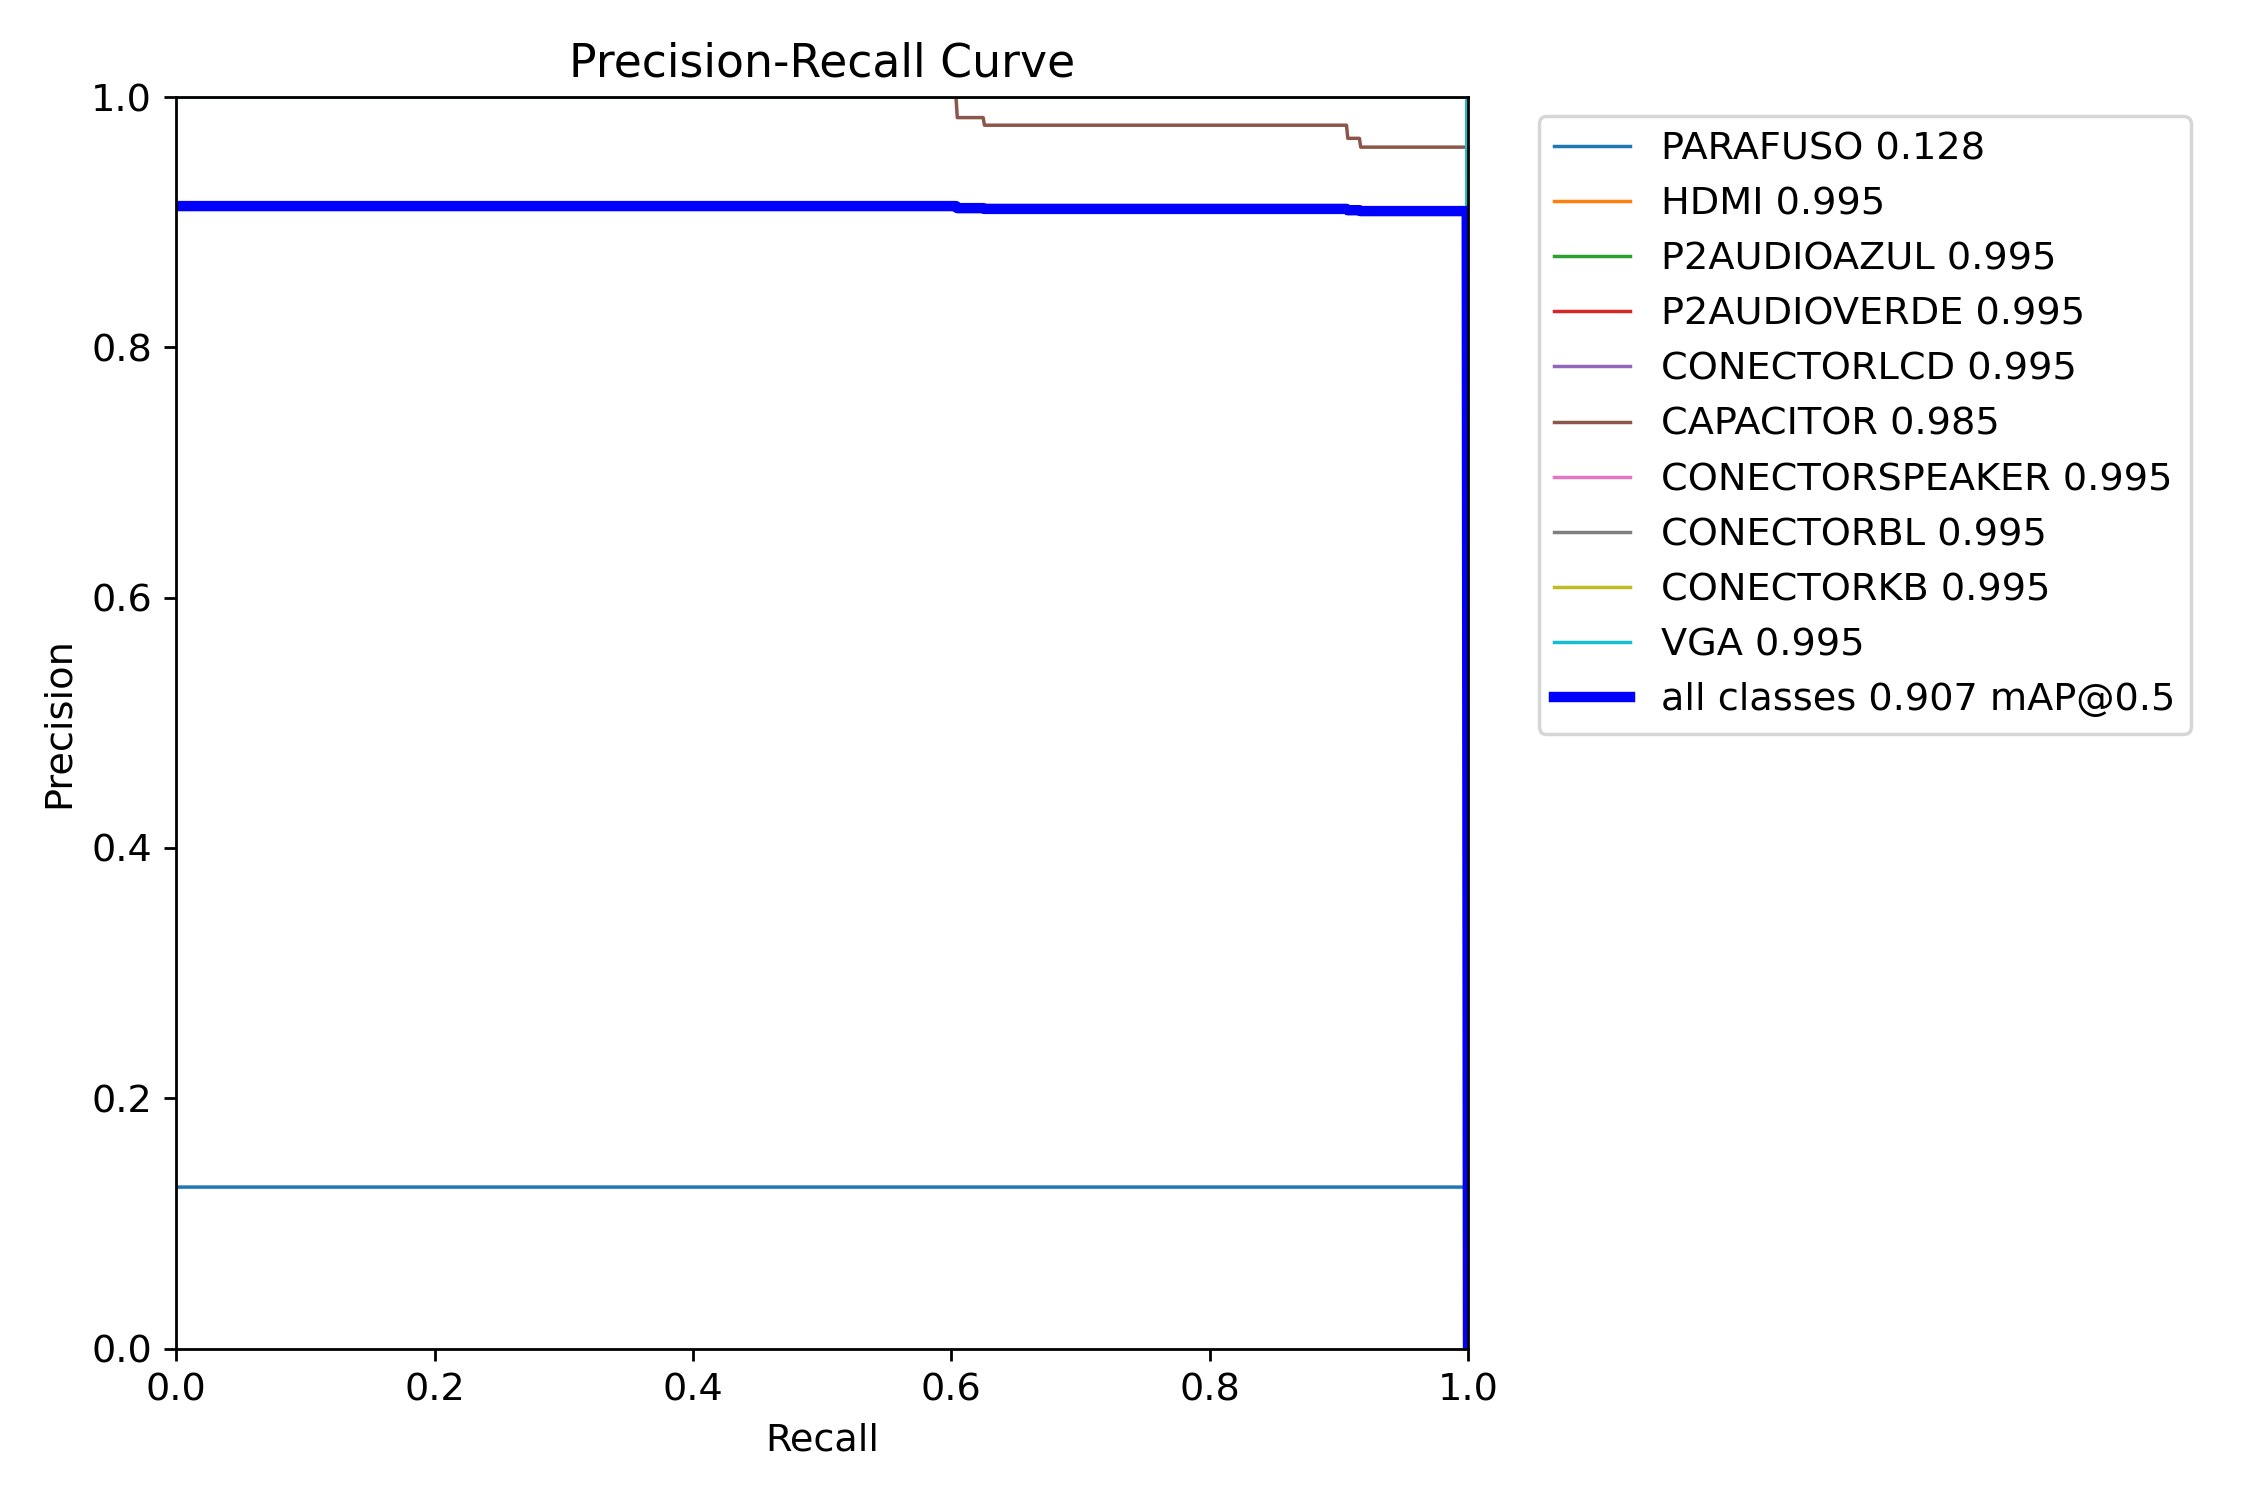 Precision-Recall Curve
1.0
0.8
0.6
0.4
0.2
0.0
Precision
0.0 0.2 0.4 0.6 0.8 1.0
Recall
PARAFUSO 0.128
HDMI 0.995
P2AUDIOAZUL 0.995
P2AUDIOVERDE 0.995
CONECTORLCD 0.995
CAPACITOR 0.985
CONECTORSPEAKER 0.995
CONECTORBL 0.995
CONECTORKB 0.995
VGA 0.995
all classes 0.907 mAP@0.5